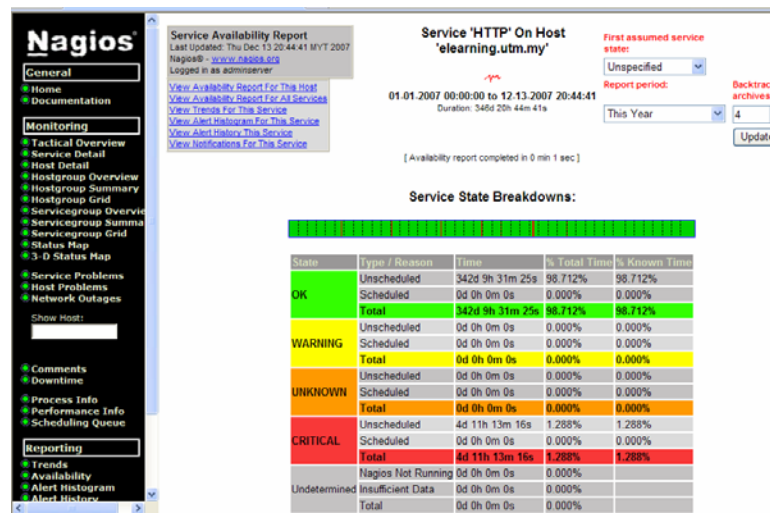 Nagios®
General
Home
Documentation
Monitoring
Tactical Overview
Service Detail
Host Detail
Hostgroup Overview
Hostgroup Summary
Hostgroup Grid
Servicegroup Overvie
Servicegroup Summa
Servicegroup Grid
Status Map
3-D Status Map
Service Problems
Host Problems
Network Outages
Show Host:
Comments
Downtime
Process Info
Performance Info
Scheduling Queue
Reporting
Trends
Availability
Alert Histogram
Alert History
Service Availability Report
Last Updated: Thu Dec 13 20:44:41 MYT 2007
Nagios® - www.nagios.org
Logged in as adminserver
View Availability Report For This Host
View Availability Report For All Services
View Trends For This Service
View Alert Histogram For This Service
View Alert History This Service
View Notifications For This Service
Service 'HTTP' On Host
'elearning.utm.my'
01-01-2007 00:00:00 to 12-13-2007 20:44:41
Duration: 346d 20h 44m 41s
[ Availability report completed in 0 min 1 sec ]
First assumed service
state:
Unspecified
Report period: Backtrac
archives
This Year 4
Update
Service State Breakdowns:
State Type / Reason Time % Total Time % Known Time
OK Unscheduled 342d 9h 31m 25s 98.712% 98.712%
Scheduled 0d 0h 0m 0s 0.000% 0.000%
Total 342d 9h 31m 25s 98.712% 98.712%
WARNING Unscheduled 0d 0h 0m 0s 0.000% 0.000%
Scheduled 0d 0h 0m 0s 0.000% 0.000%
Total 0d 0h 0m 0s 0.000% 0.000%
UNKNOWN Unscheduled 0d 0h 0m 0s 0.000% 0.000%
Scheduled 0d 0h 0m 0s 0.000% 0.000%
Total 0d 0h 0m 0s 0.000% 0.000%
CRITICAL Unscheduled 4d 11h 13m 16s 1.288% 1.288%
Scheduled 0d 0h 0m 0s 0.000% 0.000%
Total 4d 11h 13m 16s 1.288% 1.288%
Undetermined Nagios Not Running 0d 0h 0m 0s 0.000%
Insufficient Data 0d 0h 0m 0s 0.000%
Total 0d 0h 0m 0s 0.000%